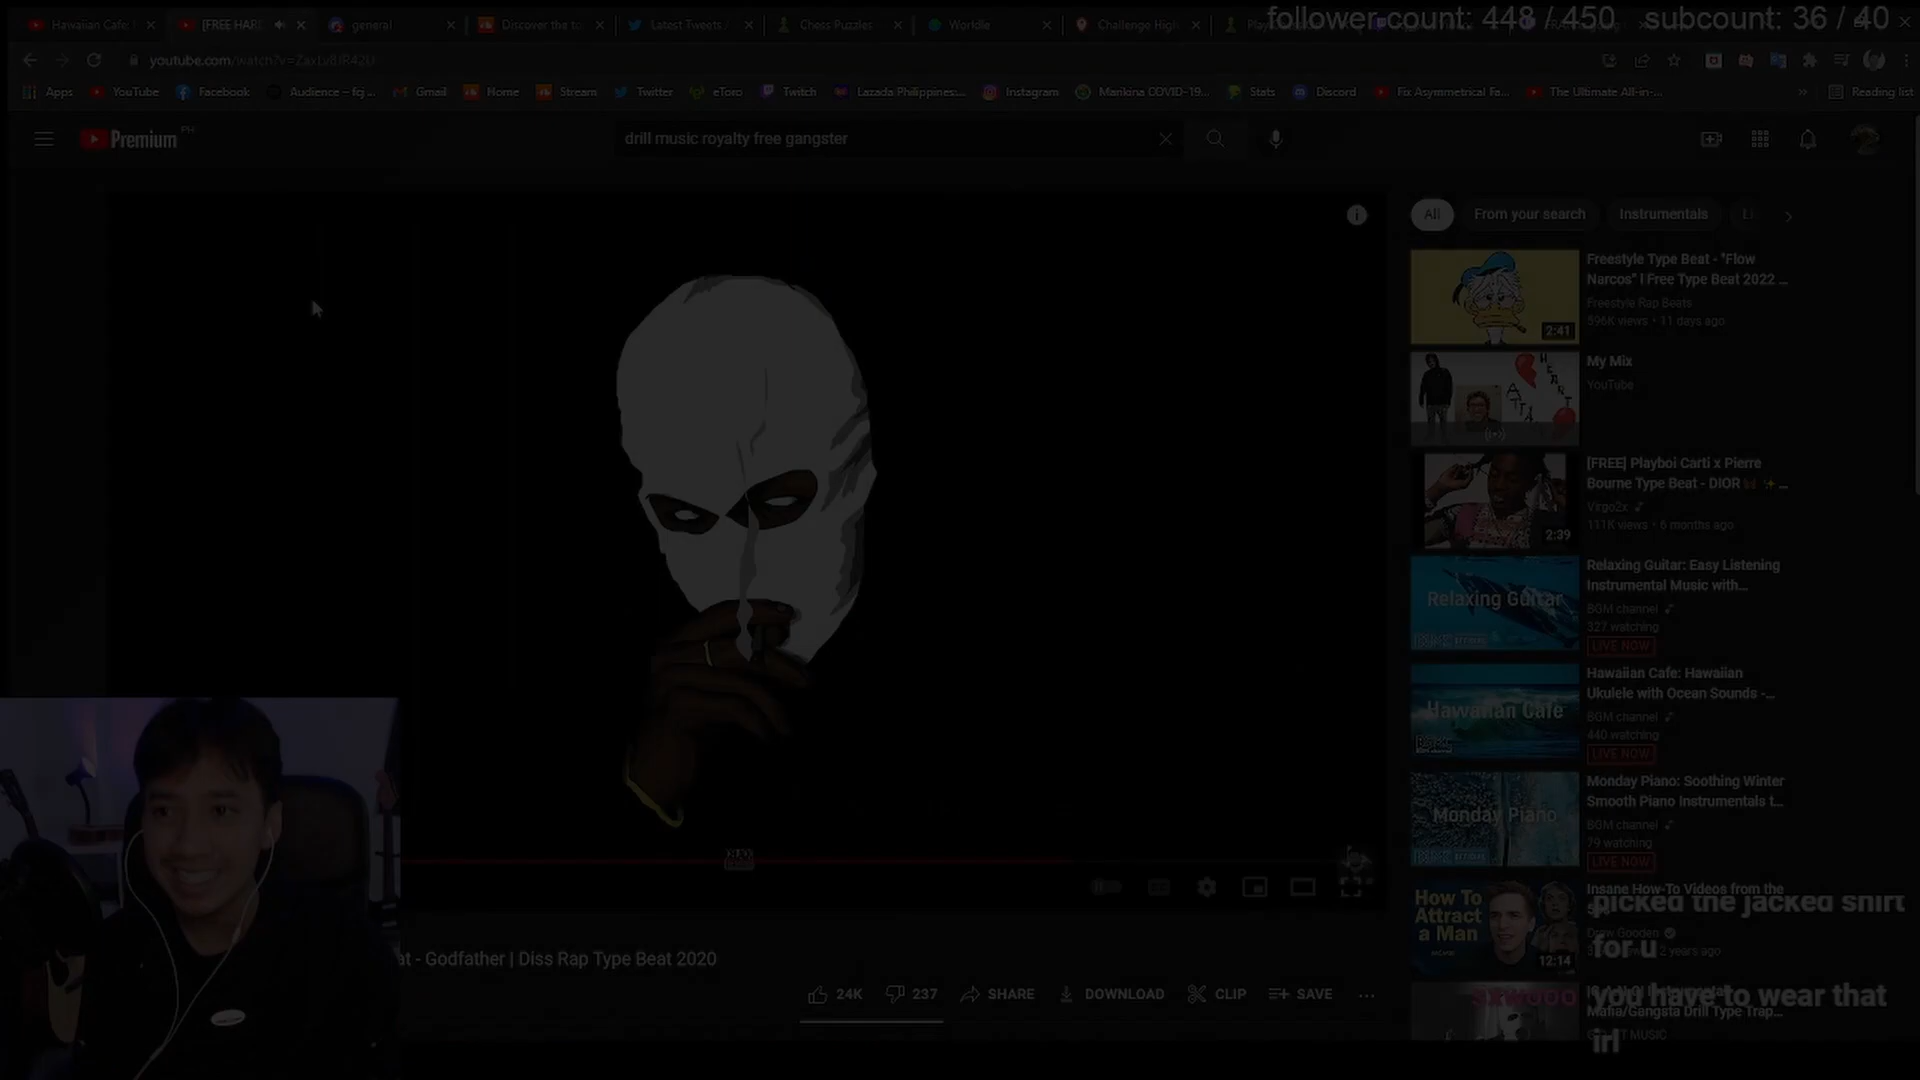 Hawaiian Cafe:
[FREE HAR
general
Discover the to
Latest Tweets /
Chess Puzzles
Worldle
Challenge High
follower count: 448 / 450
subcount: 36 / 40
youtube.com/watch?v=
Apps
YouTube
Facebook
Audience – fcj ...
Gmail
Home
Stream
Twitter
eToro
Twitch
Lazada Philippines:...
Instagram
Marikina COVID-19...
Stats
Discord
Fix Asymmetrical Fa...
The Ultimate All-in-...
Reading list
Premium PH
drill music royalty free gangster
All
From your search
Instrumentals
Freestyle Type Beat - "Flow
Narcos" I Free Type Beat 2022 ...
Freestyle Rap Beats
596K views • 11 days ago
2:41
My Mix
YouTube
[FREE] Playboi Carti x Pierre
Bourne Type Beat - DIOR
Virgo2x
111K views • 6 months ago
2:39
Relaxing Guitar
Relaxing Guitar: Easy Listening
Instrumental Music with...
BGM channel
327 watching
LIVE NOW
Hawaiian Cafe
Hawaiian Cafe: Hawaiian
Ukulele with Ocean Sounds -...
BGM channel
440 watching
LIVE NOW
Monday Piano
Monday Piano: Soothing Winter
Smooth Piano Instrumentals t...
BGM channel
79 watching
LIVE NOW
How To
Attract
a Man
12:14
Insane How-To Videos from the
Drew Gooden
2 years ago
picked the jacked shirt
for u
you have to wear that
irl
Mafia/Gangsta Drill Type Trap...
MUSIC
at - Godfather | Diss Rap Type Beat 2020
24K
237
SHARE
DOWNLOAD
CLIP
SAVE